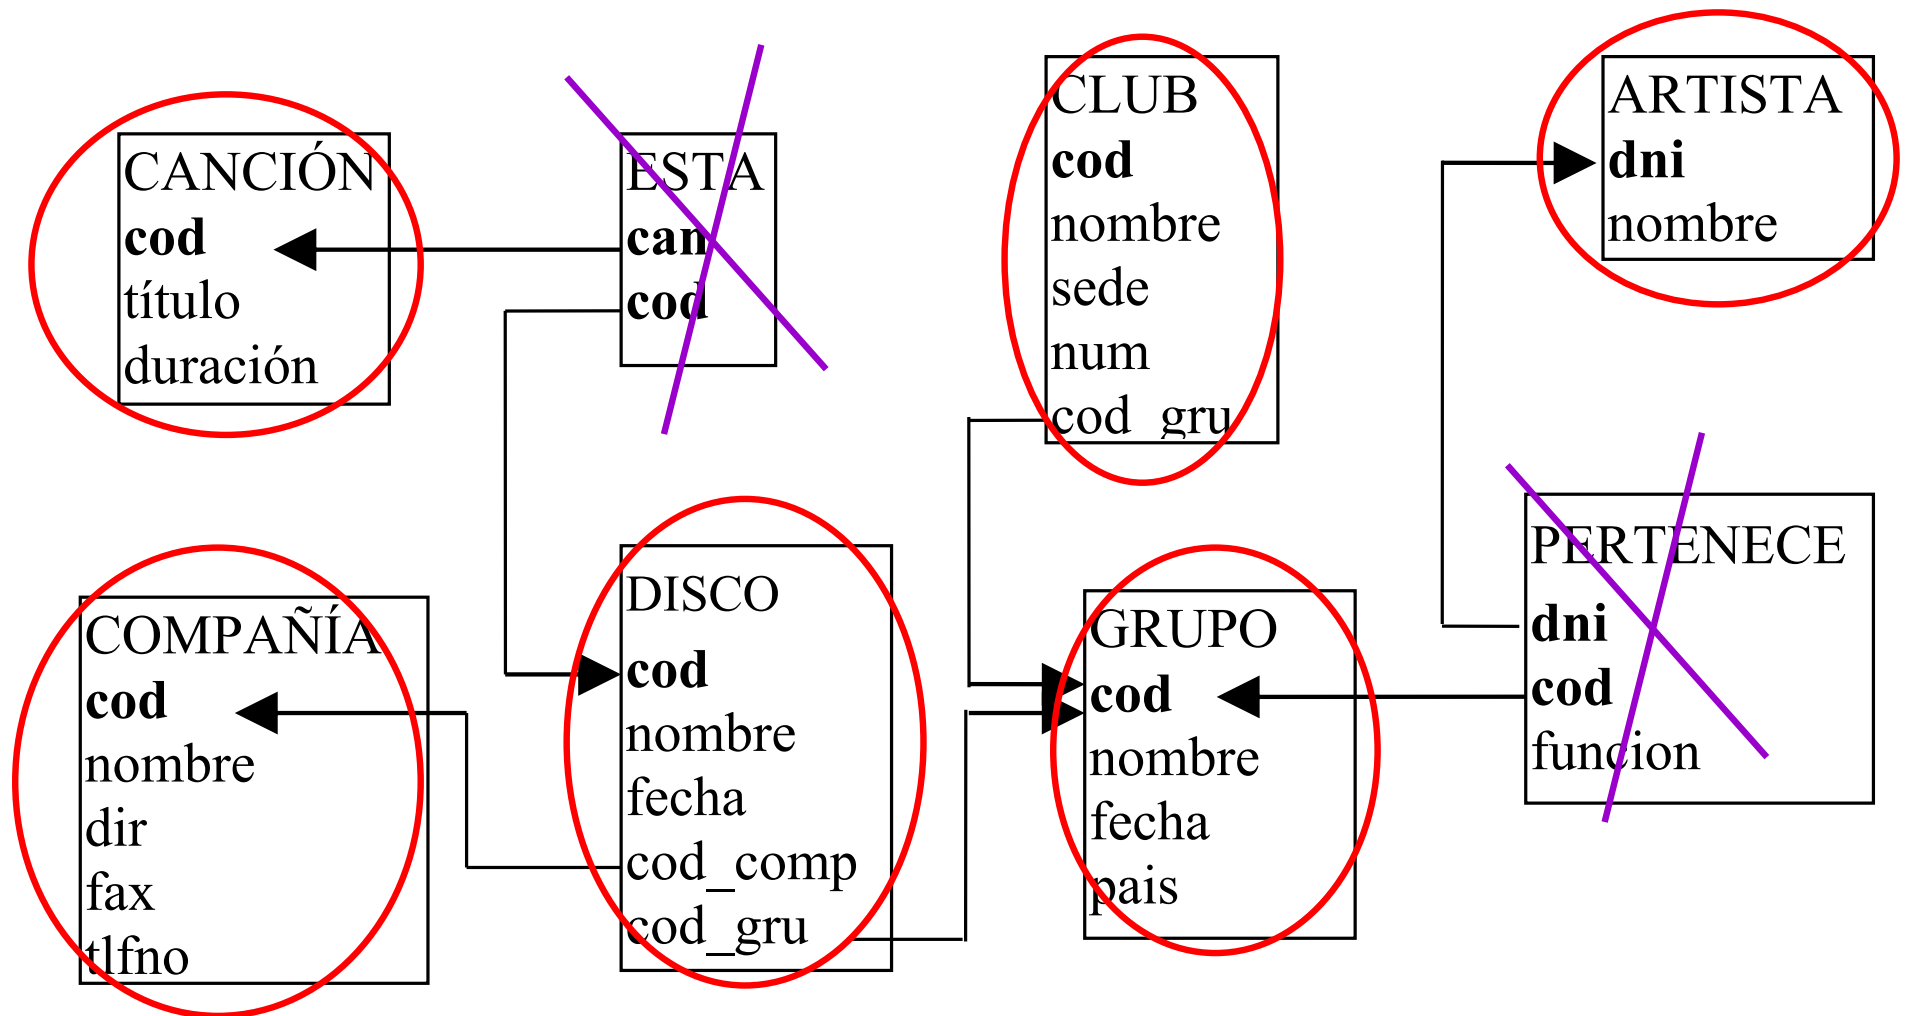 CANCIÓN
cod
título
duración
ESTA
can
cod
CLUB
cod
nombre
sede
num
cod_gru
ARTISTA
dni
nombre
COMPAÑÍA
cod
nombre
dir
fax
tlfno
DISCO
cod
nombre
fecha
cod_comp
cod_gru
GRUPO
cod
nombre
fecha
pais
PERTENECE
dni
cod
funcion